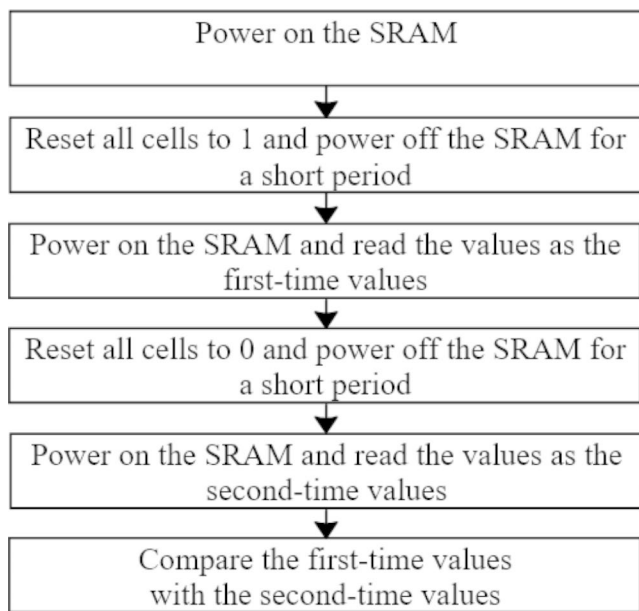 Power on the SRAM
Reset all cells to 1 and power off the SRAM for
a short period
Power on the SRAM and read the values as the
first-time values
Reset all cells to 0 and power off the SRAM for
a short period
Power on the SRAM and read the values as the
second-time values
Compare the first-time values
with the second-time values